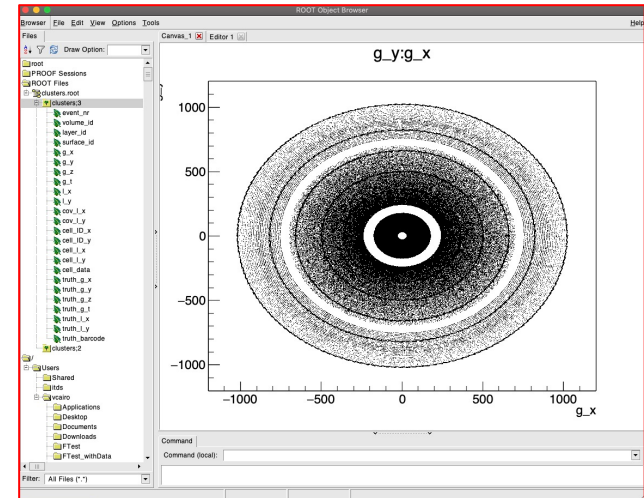 ROOT Object Browser
Browser File Edit View Options Tools Help
Files
Draw Option:
root
PROOF Sessions
ROOT Files
clusters.root
clusters;3
event_nr
volume_id
layer_id
surface_id
g_x
g_y
g_z
g_t
l_x
l_y
cov_l_x
cov_l_y
cell_ID_x
cell_ID_y
cell_l_x
cell_l_y
cell_data
truth_g_x
truth_g_y
truth_g_z
truth_g_t
truth_l_x
truth_l_y
truth_barcode
clusters;2
/
Users
Shared
itds
vcairo
Applications
Desktop
Documents
Downloads
FTest
FTest_withData
Filter: All Files (*.*)
Canvas_1 Editor 1
g_y:g_x
1000
500
0
−500
−1000
−1000 −500 0 500 1000
g_x
Command
Command (local):